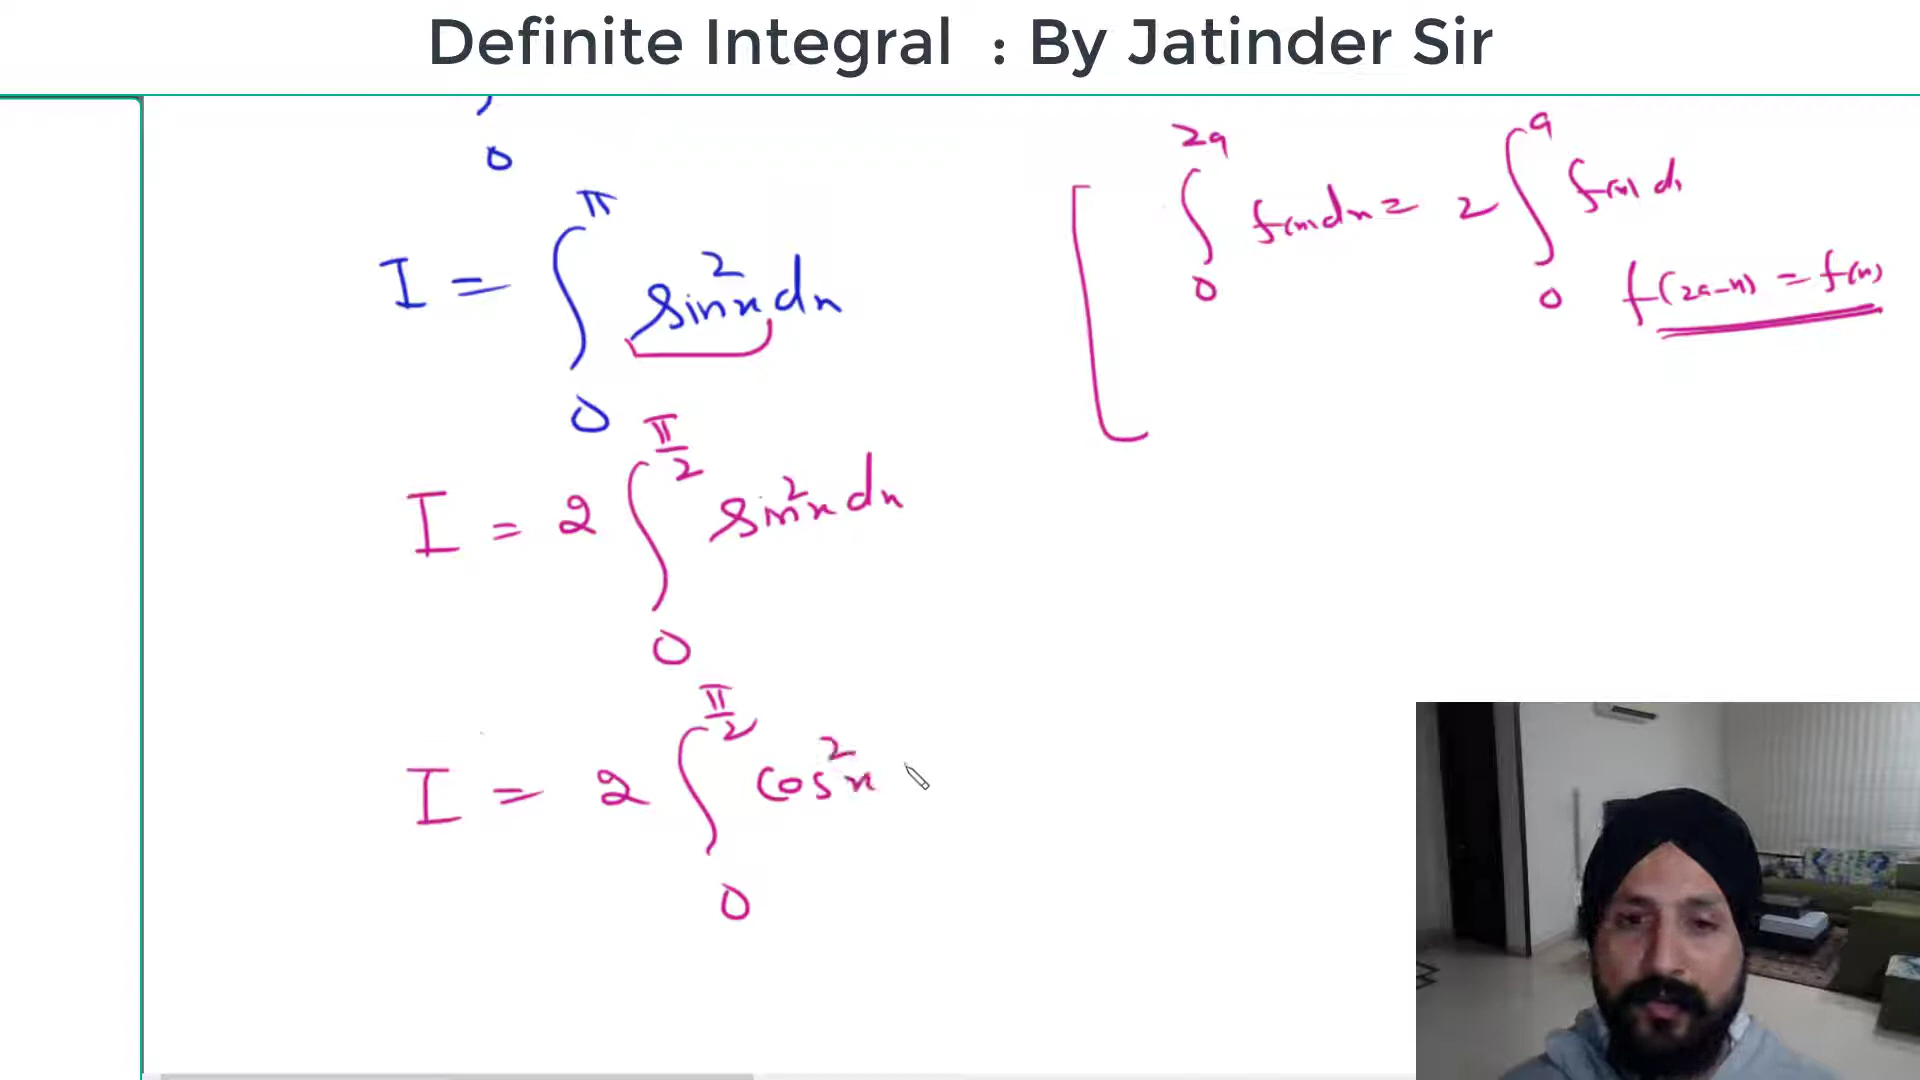 Definite Integral : By Jatinder Sir
0
I = ∫₀^π sin²x dx
[ ∫₀^2a f(x)dx = 2 ∫₀^a f(x) d
f(2a-x) = f(x)
I = 2 ∫₀^π/2 sin²x dx
I = 2 ∫₀^π/2 cos²x